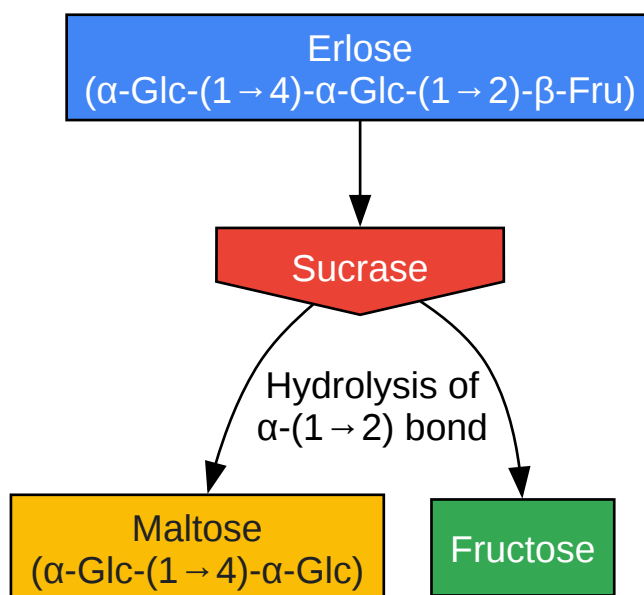 Erlose
(α-Glc-(1→4)-α-Glc-(1→2)-β-Fru)
Sucrase
Hydrolysis of
α-(1→2) bond
Maltose
(α-Glc-(1→4)-α-Glc)
Fructose